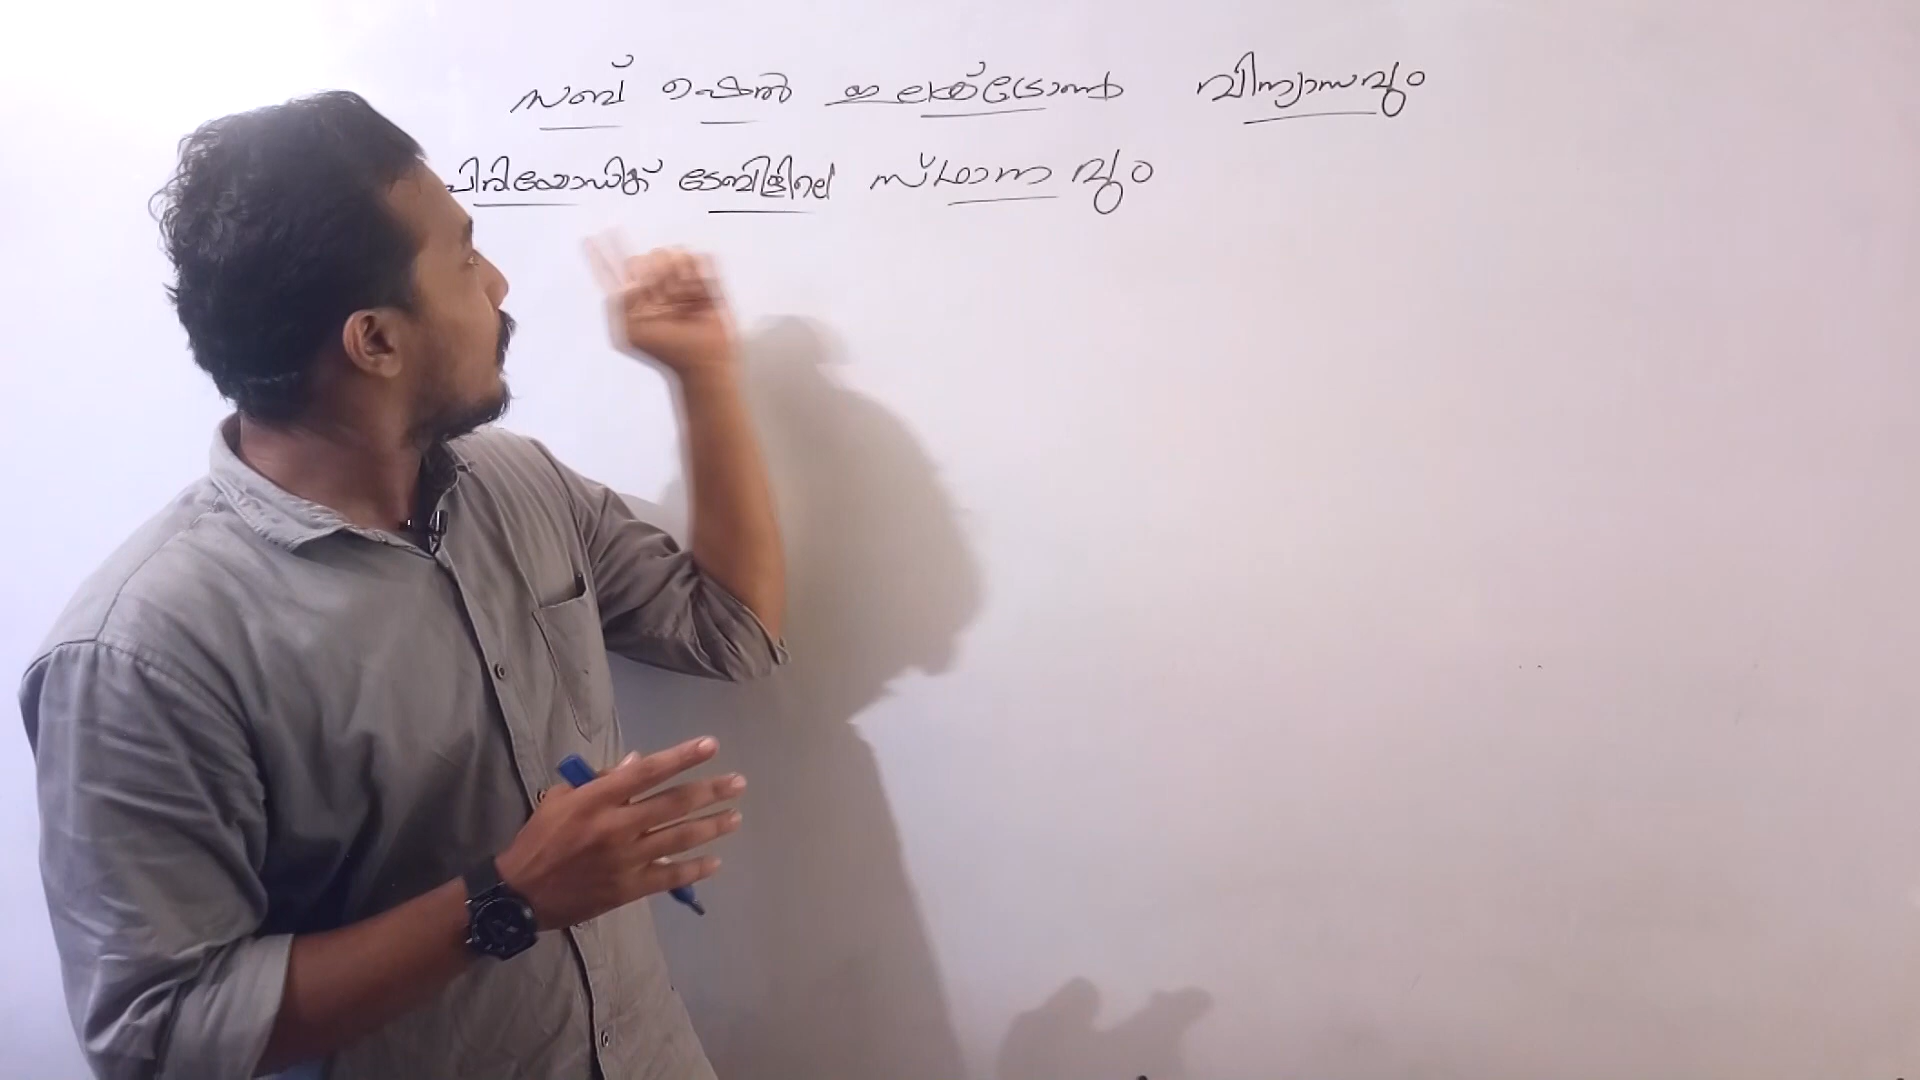 സബ് ഷെൽ ഇലക്ട്രോൺ വിന്യാസവും
പിരിയോഡിക് ടേബിളിലെ സ്ഥാനവും